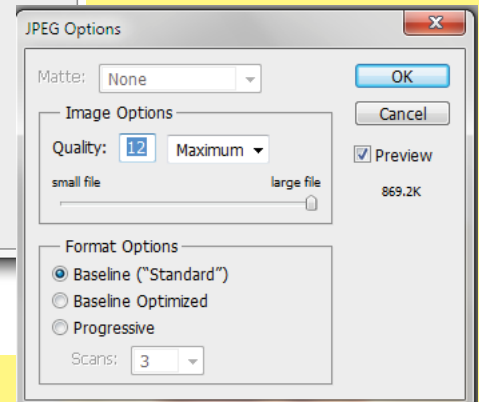 JPEG Options
Matte: None
OK
Image Options
Cancel
Quality: 12 Maximum
Preview
small file large file
869.2K
Format Options
Baseline (“Standard”)
Baseline Optimized
Progressive
Scans: 3